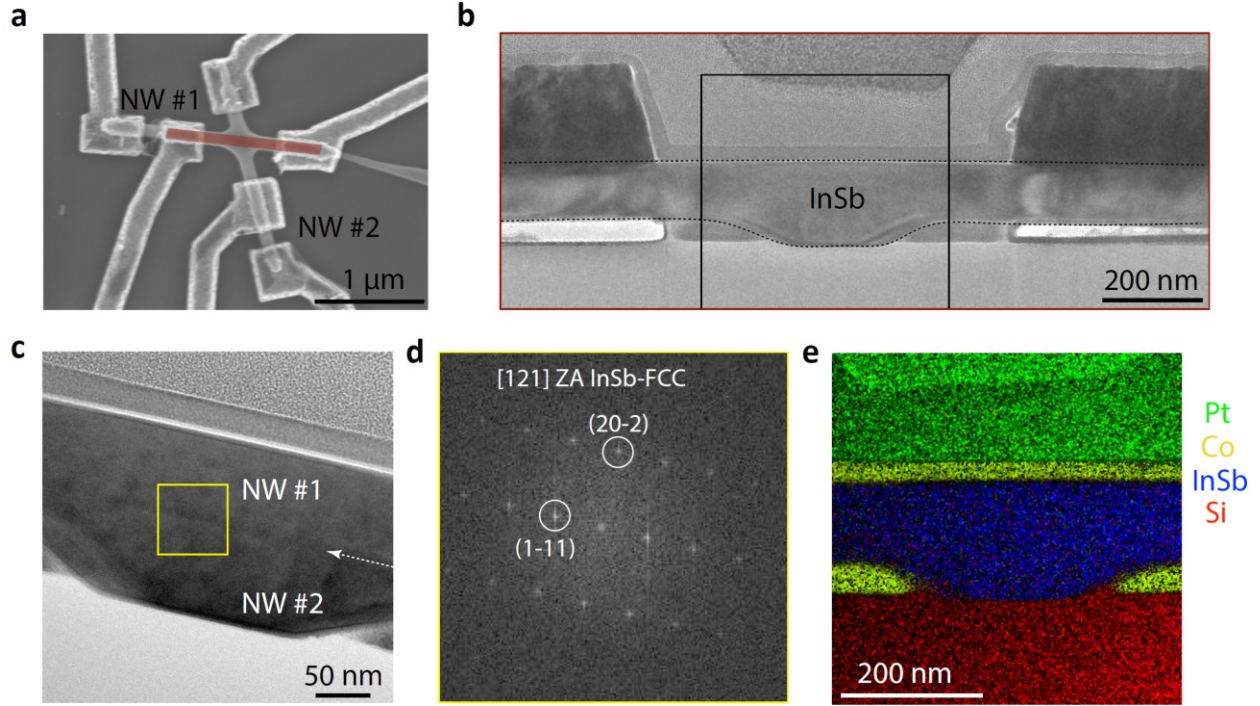 a
NW #1
NW #2
1 µm
b
InSb
200 nm
c
NW #1
NW #2
50 nm
d
[121] ZA InSb-FCC
(20-2)
(1-11)
e
200 nm
Pt
Co
InSb
Si